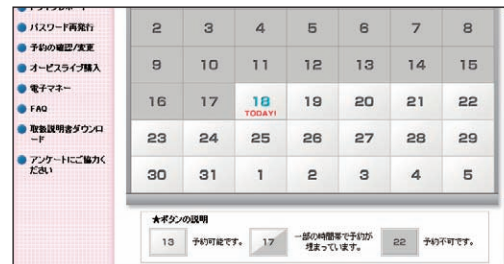 パスワード再発行
予約の確認/変更
オービスライブ購入
電子マネー
FAQ
取扱説明書ダウンロ
ード
アンケートにご協力く
ださい
2 3 4 5 6 7 8
9 10 11 12 13 14 15
16 17 18 19 20 21 22
TODAY!
23 24 25 26 27 28 29
30 31 1 2 3 4 5
★ボタンの説明
13 予約可能です。 17 一部の時間帯で予約が
埋まっています。 22 予約不可です。